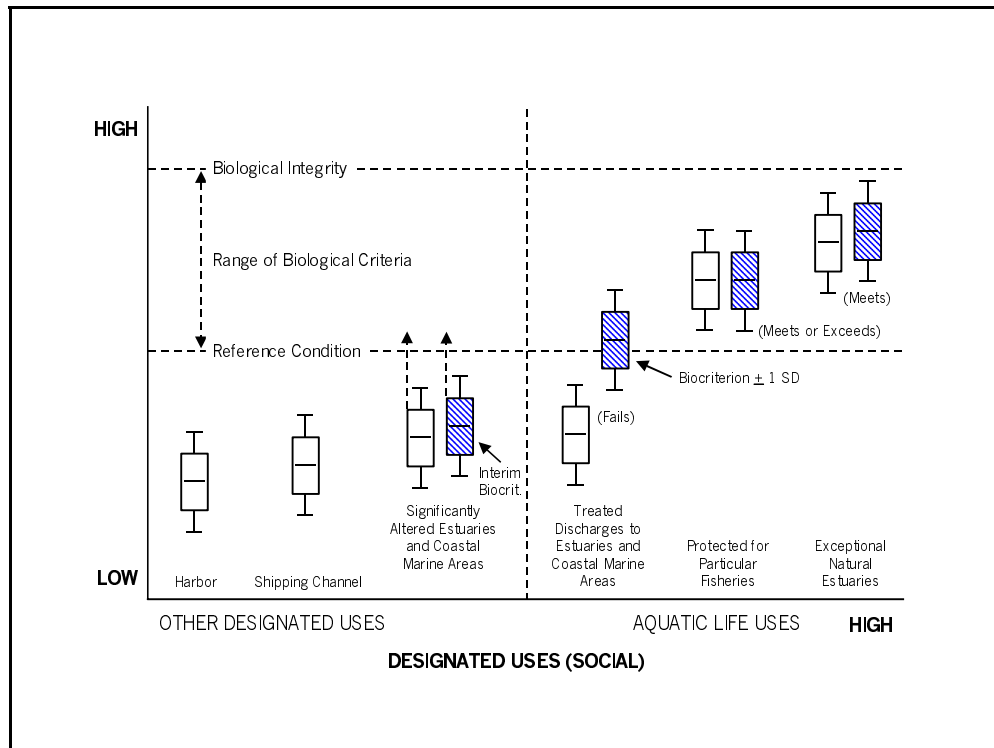 HIGH
Biological Integrity
Range of Biological Criteria
(Meets)
(Meets or Exceeds)
Reference Condition
Biocriterion ± 1 SD
(Fails)
Interim
Biocrit.
LOW
Harbor
Shipping Channel
Significantly
Altered Estuaries
and Coastal
Marine Areas
Treated
Discharges to
Estuaries and
Coastal Marine
Areas
Protected for
Particular
Fisheries
Exceptional
Natural
Estuaries
OTHER DESIGNATED USES
AQUATIC LIFE USES
HIGH
DESIGNATED USES (SOCIAL)